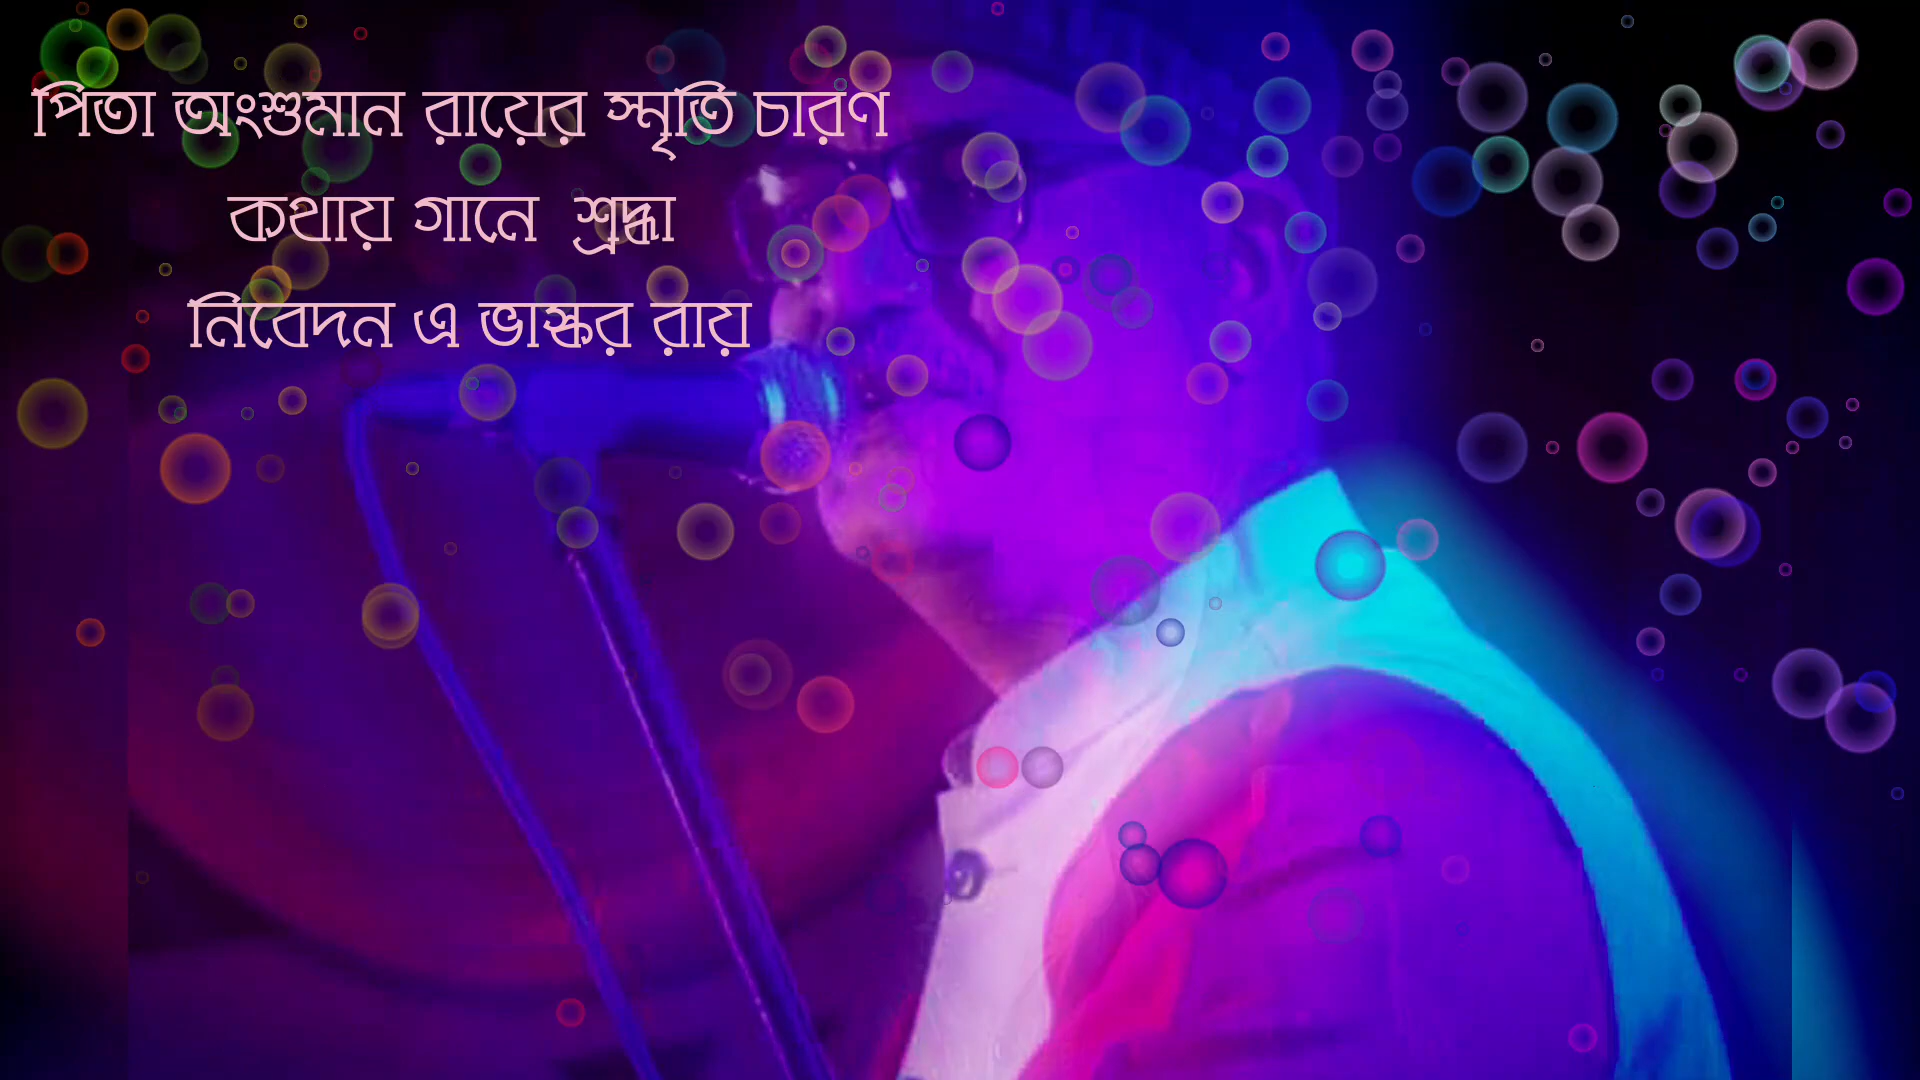 পিতা অংশুমান রায়ের স্মৃতি চারণ
কথায় গানে শ্রদ্ধা
নিবেদন এ ভাস্কর রায়